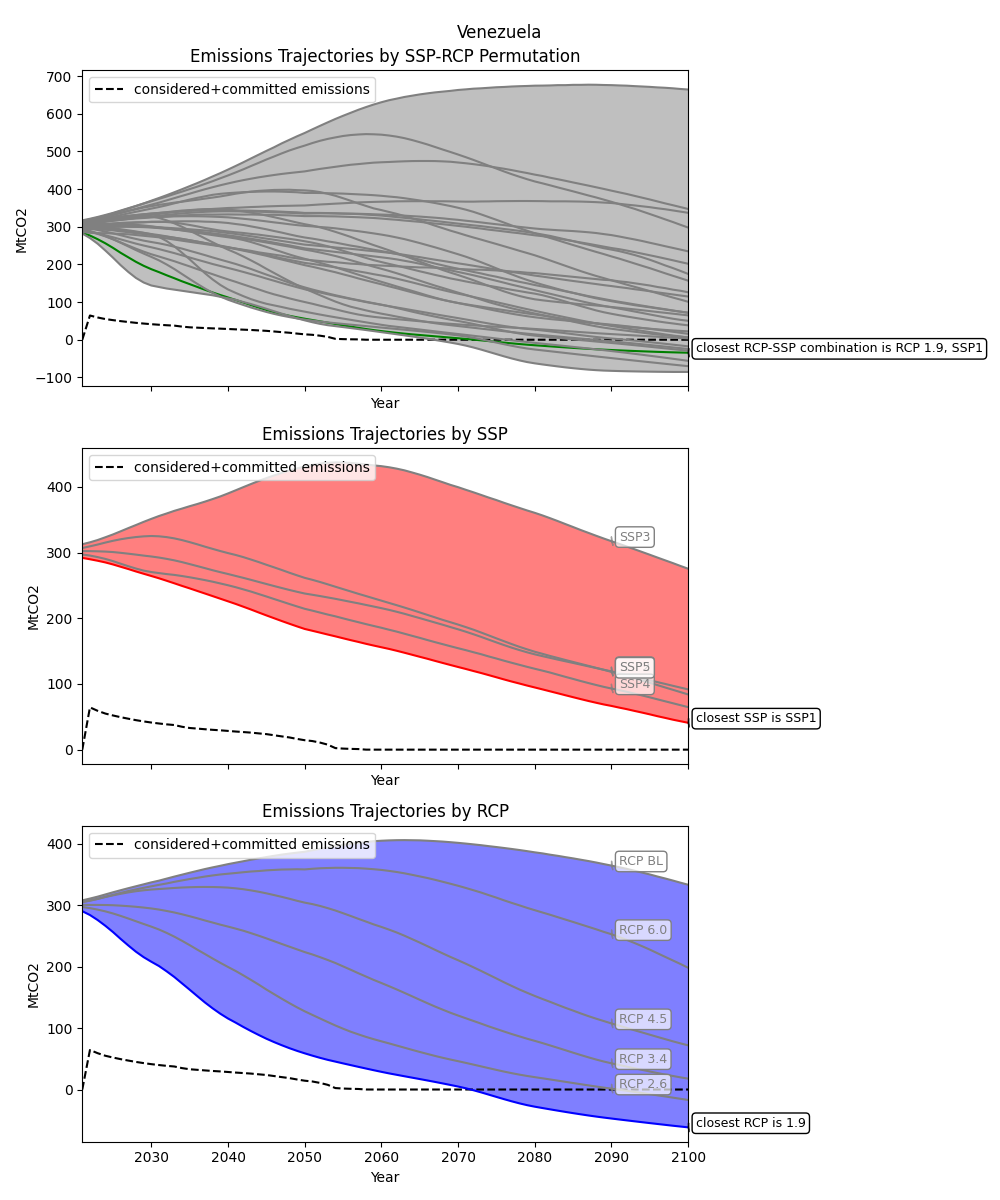 Venezuela
Emissions Trajectories by SSP-RCP Permutation
considered+committed emissions
700
600
500
400
300
200
100
0
−100
MtCO2
Year
closest RCP-SSP combination is RCP 1.9, SSP1
Emissions Trajectories by SSP
considered+committed emissions
400
300
200
100
0
MtCO2
SSP3
SSP5
SSP4
closest SSP is SSP1
Year
Emissions Trajectories by RCP
considered+committed emissions
400
300
200
100
0
MtCO2
RCP BL
RCP 6.0
RCP 4.5
RCP 3.4
RCP 2.6
closest RCP is 1.9
2030 2040 2050 2060 2070 2080 2090 2100
Year